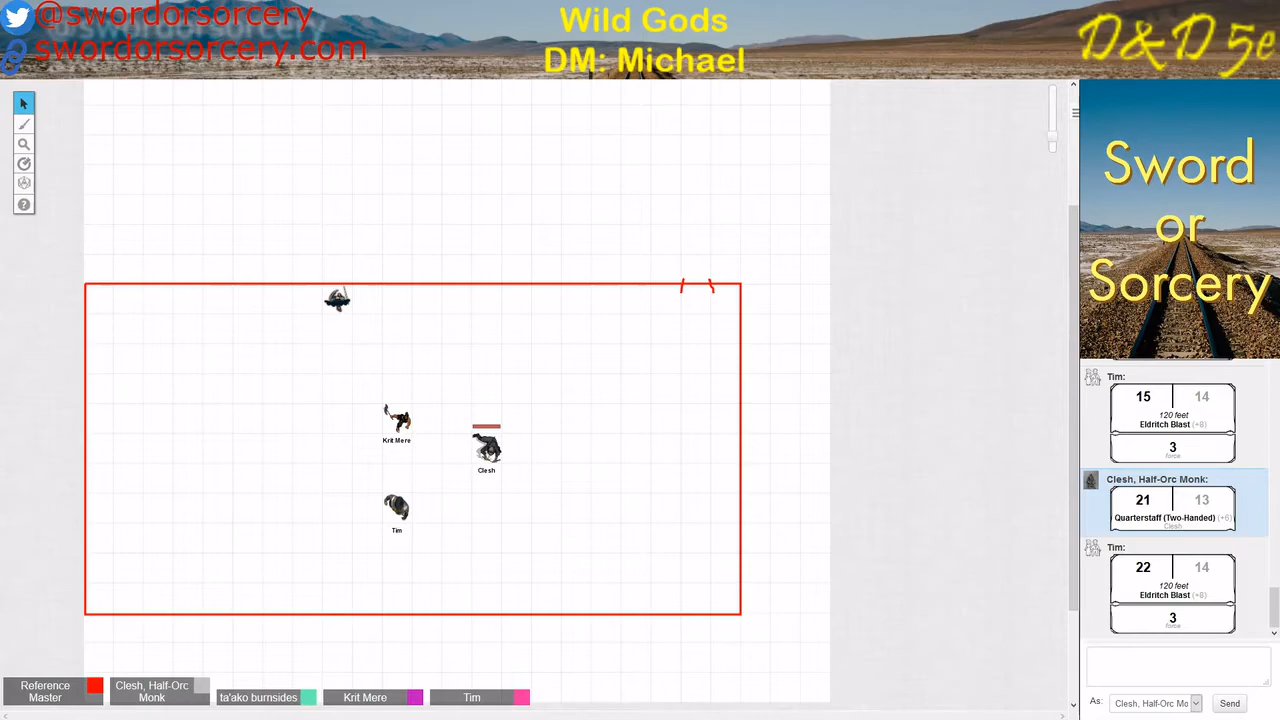 @swordorsorcery
swordorsorcery.com
Wild Gods
DM: Michael
D&D 5e
Sword
or
Sorcery
Krit Mere
Clesh
Tim
Tim:
15 14
120 feet
Eldritch Blast (+8)
3
force
Clesh, Half-Orc Monk:
21 13
Quarterstaff (Two-Handed) (+6)
Clesh
Tim:
22 14
120 feet
Eldritch Blast (+8)
3
force
As:
Clesh, Half-Orc Mo
Send
Reference
Master
Clesh, Half-Orc
Monk
ta'ako burnsides
Krit Mere
Tim